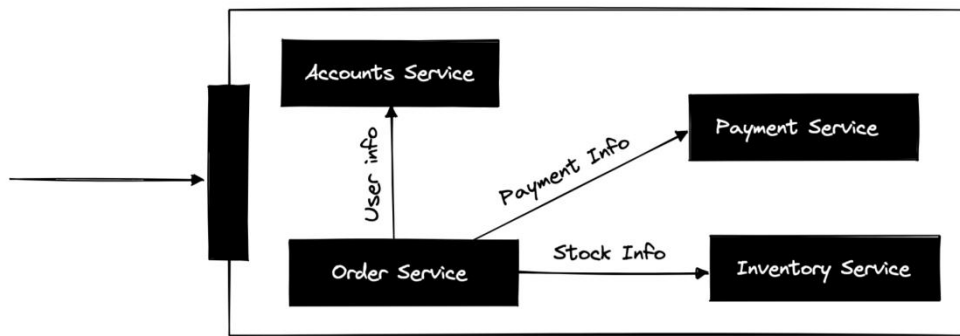 Accounts Service
User info
Payment Info
Payment Service
Order Service
Stock Info
Inventory Service